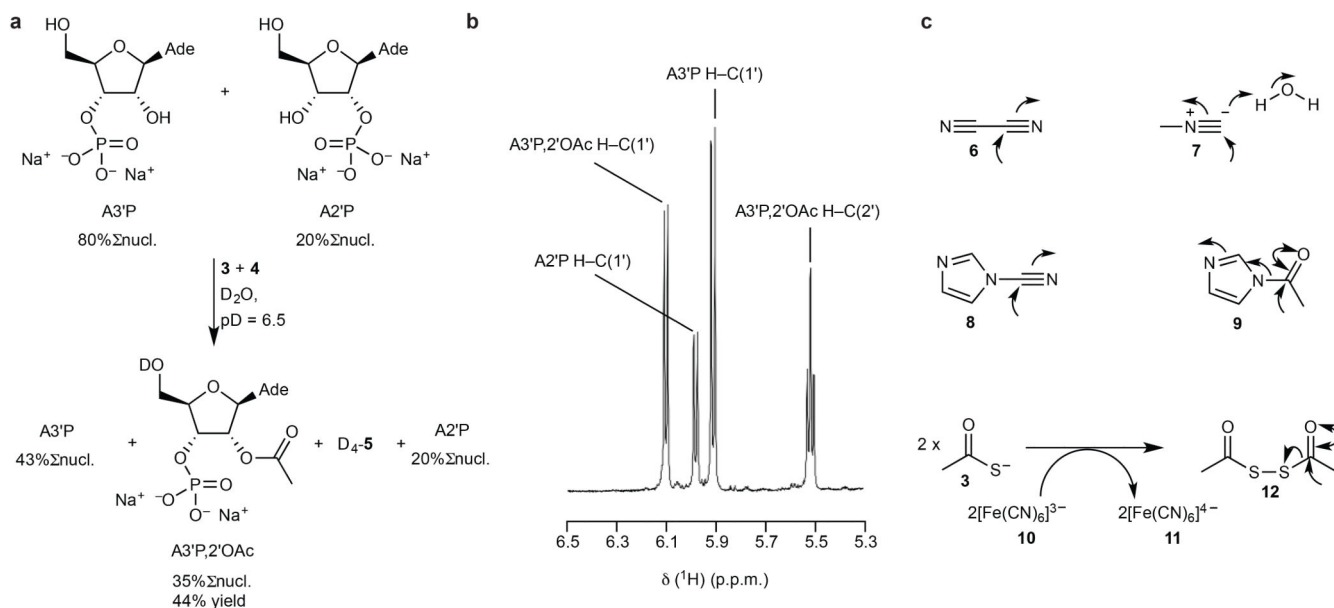 a
HO
O
Ade
O
OH
P
O
Na⁺
⁻O
O⁻
Na⁺
A3'P
80%Σnucl.
+
HO
O
Ade
HO
O
O
P
O⁻
Na⁺
Na⁺
⁻O
A2'P
20%Σnucl.
3 + 4
D₂O,
pD = 6.5
DO
O
Ade
A3'P
43%Σnucl.
+
O
O
O
P
O
Na⁺
⁻O
O⁻
Na⁺
A3'P,2'OAc
35%Σnucl.
44% yield
+ D₄-5 +
A2'P
20%Σnucl.
b
A3'P H–C(1')
A3'P,2'OAc H–C(1')
A3'P,2'OAc H–C(2')
A2'P H–C(1')
6.5 6.3 6.1 5.9 5.7 5.5 5.3
δ (¹H) (p.p.m.)
c
N
N
6
+
N
C
−
H
O
H
7
N
N
N
8
N
N
O
9
2 x
O
S⁻
3
2[Fe(CN)₆]³⁻
10
2[Fe(CN)₆]⁴⁻
11
O
S
S
O
12